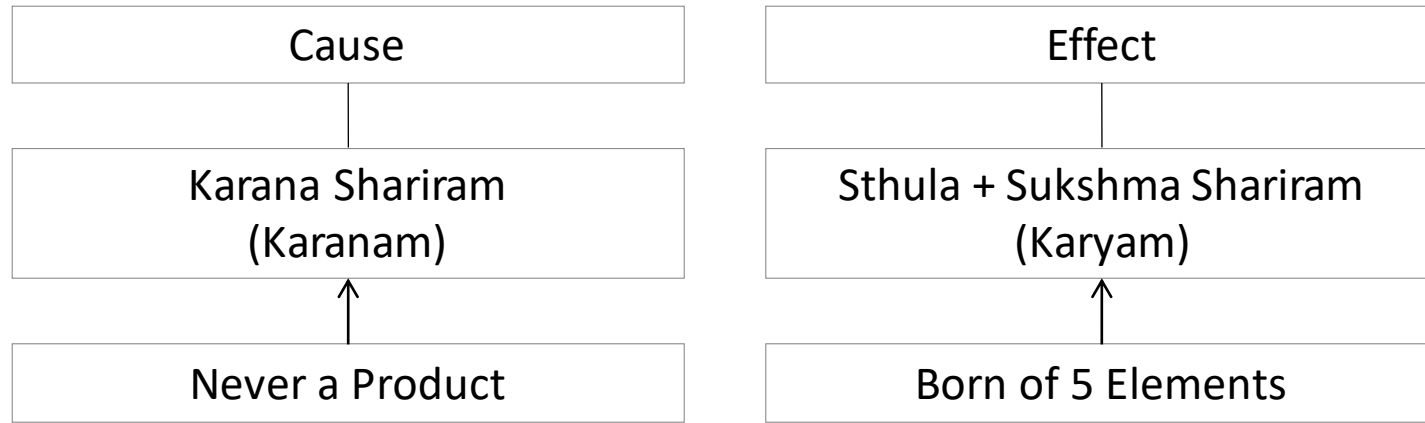 Cause
Effect
Karana Shariram
(Karanam)
Sthula + Sukshma Shariram
(Karyam)
Never a Product
Born of 5 Elements